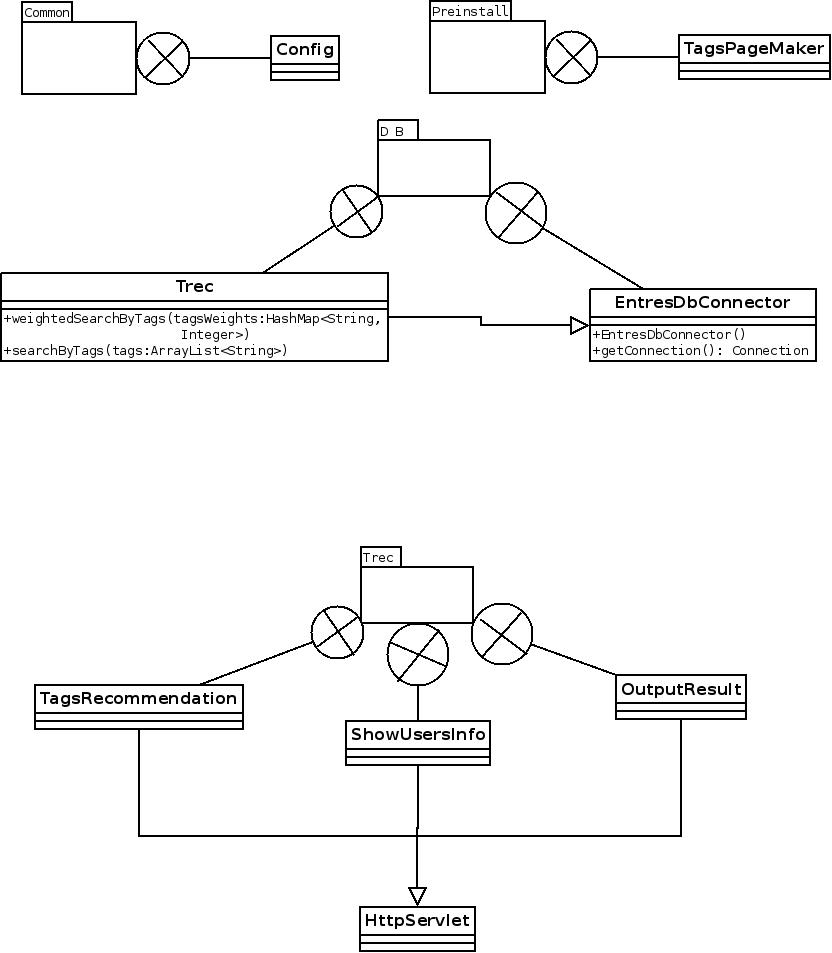 Common
Config
Preinstall
TagsPageMaker
D B
Trec
+weightedSearchByTags(tagsWeights:HashMap<String,
Integer>)
+searchByTags(tags:ArrayList<String>)
EntresDbConnector
+EntresDbConnector()
+getConnection(): Connection
Trec
TagsRecommendation
ShowUsersInfo
OutputResult
HttpServlet